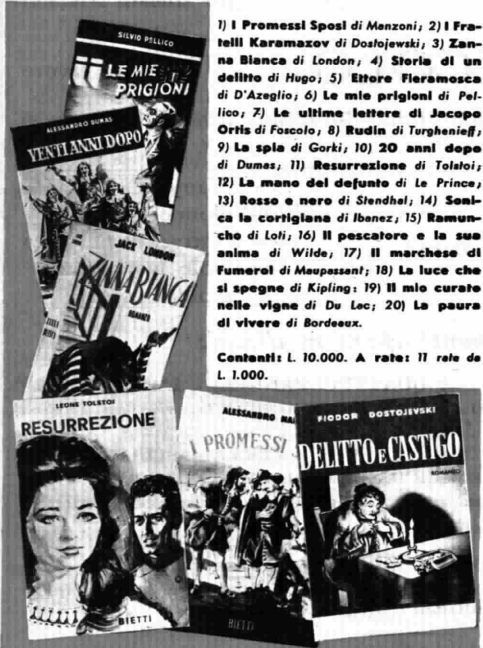 SILVIO PELLICO
LE MIE
PRIGIONI
ALESSANDRO DUMAS
VENTI ANNI DOPO
JACK LONDON
ZANNA BIANCA
ROMANZO
LEONE TOLSTOI
RESURREZIONE
BIETTI
ALESSANDRO
I PROMESSI
BIETTI
FIODOR DOSTOJEVSKI
DELITTO E CASTIGO
ROMANZO
1) I Promessi Sposi di Manzoni; 2) I Fra-
telli Karamazov di Dostojewski; 3) Zan-
na Bianca di London; 4) Storia di un
delitto di Hugo; 5) Ettore Fieramosca
di D'Azeglio; 6) Le mie prigioni di Pel-
lico; 7) Le ultime lettere di Jacopo
Ortis di Foscolo; 8) Rudin di Turghenieff;
9) La spia di Gorki; 10) 20 anni dopo
di Dumas; 11) Resurrezione di Tolstoi;
12) La mano del defunto di Le Prince;
13) Rosso e nero di Stendhal; 14) Soni-
ca la cortigiana di Ibanez; 15) Ramun-
cho di Loti; 16) Il pescatore e la sua
anima di Wilde; 17) Il marchese di
Fumerol di Maupassant; 18) La luce che
si spegne di Kipling: 19) Il mio curato
nelle vigne di Du Lac; 20) La paura
di vivere di Bordeaux.
Contanti: L. 10.000. A rate: 11 rate da
L. 1.000.